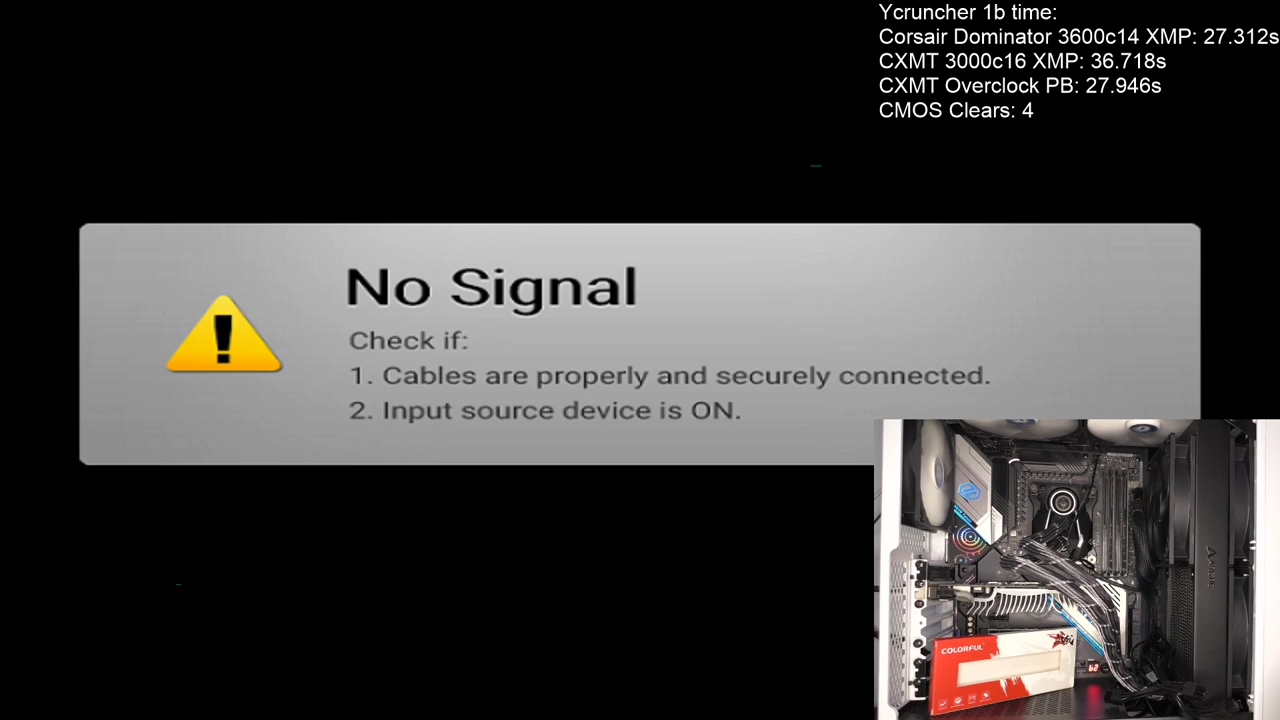 Ycruncher 1b time:
Corsair Dominator 3600c14 XMP: 27.312s
CXMT 3000c16 XMP: 36.718s
CXMT Overclock PB: 27.946s
CMOS Clears: 4
No Signal
Check if:
1. Cables are properly and securely connected.
2. Input source device is ON.
COLORFUL